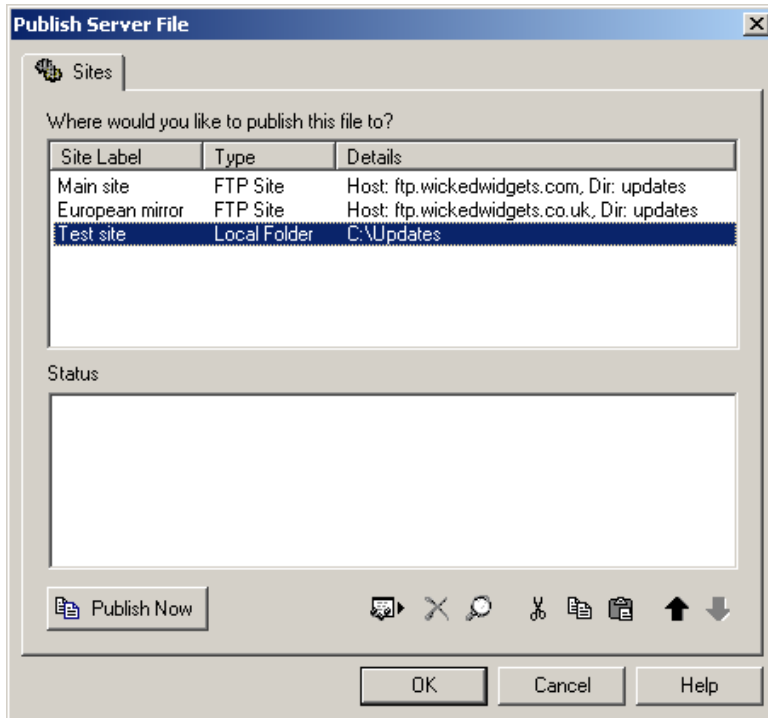 Publish Server File
Sites
Where would you like to publish this file to?
Site Label Type Details
Main site FTP Site Host: ftp.wickedwidgets.com, Dir: updates
European mirror FTP Site Host: ftp.wickedwidgets.co.uk, Dir: updates
Test site Local Folder C:\Updates
Status
Publish Now
OK Cancel Help